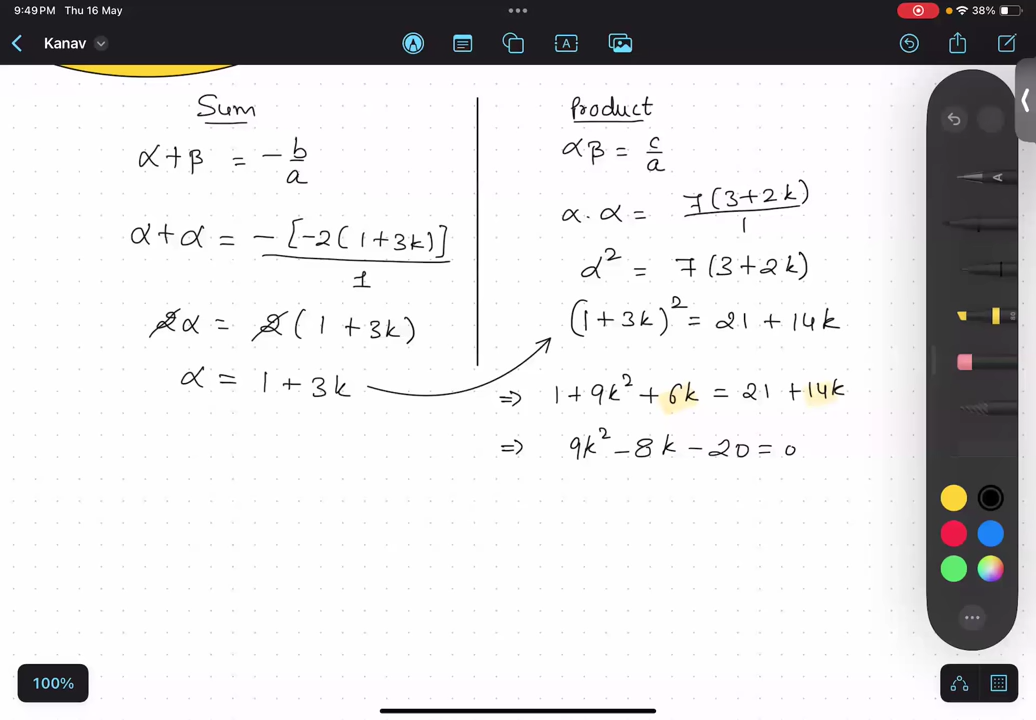 9:49 PM Thu 16 May
38%
Kanav
Sum
α+β = -b/a
α+α = -[-2(1+3k)]/1
2α = 2(1+3k)
α = 1+3k
Product
αβ = c/a
α.α = 7(3+2k)/1
α² = 7(3+2k)
(1+3k)² = 21+14k
=> 1+9k²+6k = 21+14k
=> 9k²-8k-20=0
100%